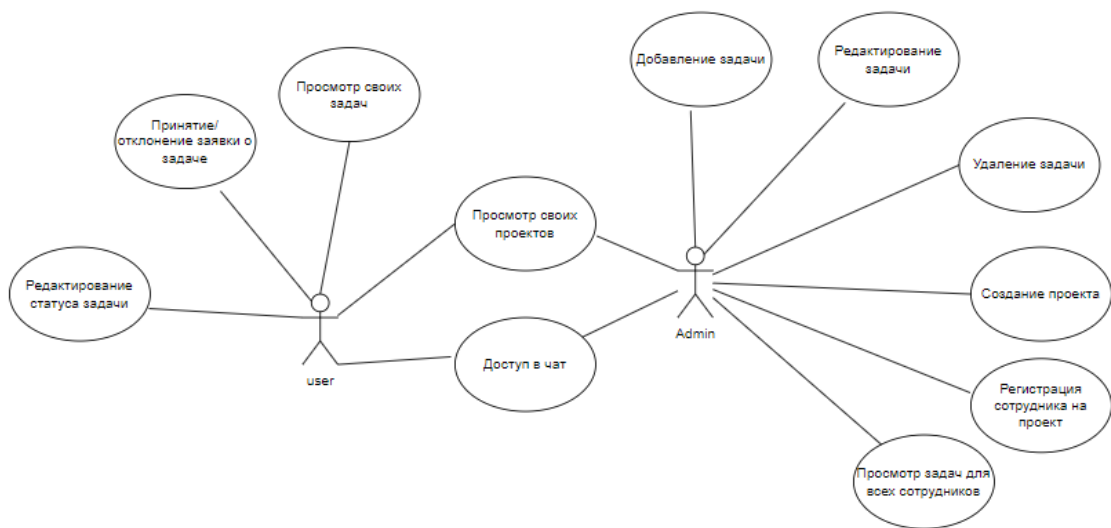 Добавление задачи
Редактирование
задачи
Просмотр своих
задач
Принятие/
отклонение заявки о
задаче
Удаление задачи
Просмотр своих
проектов
Редактирование
статуса задачи
Создание проекта
Admin
Доступ в чат
user
Регистрация
сотрудника на
проект
Просмотр задач для
всех сотрудников